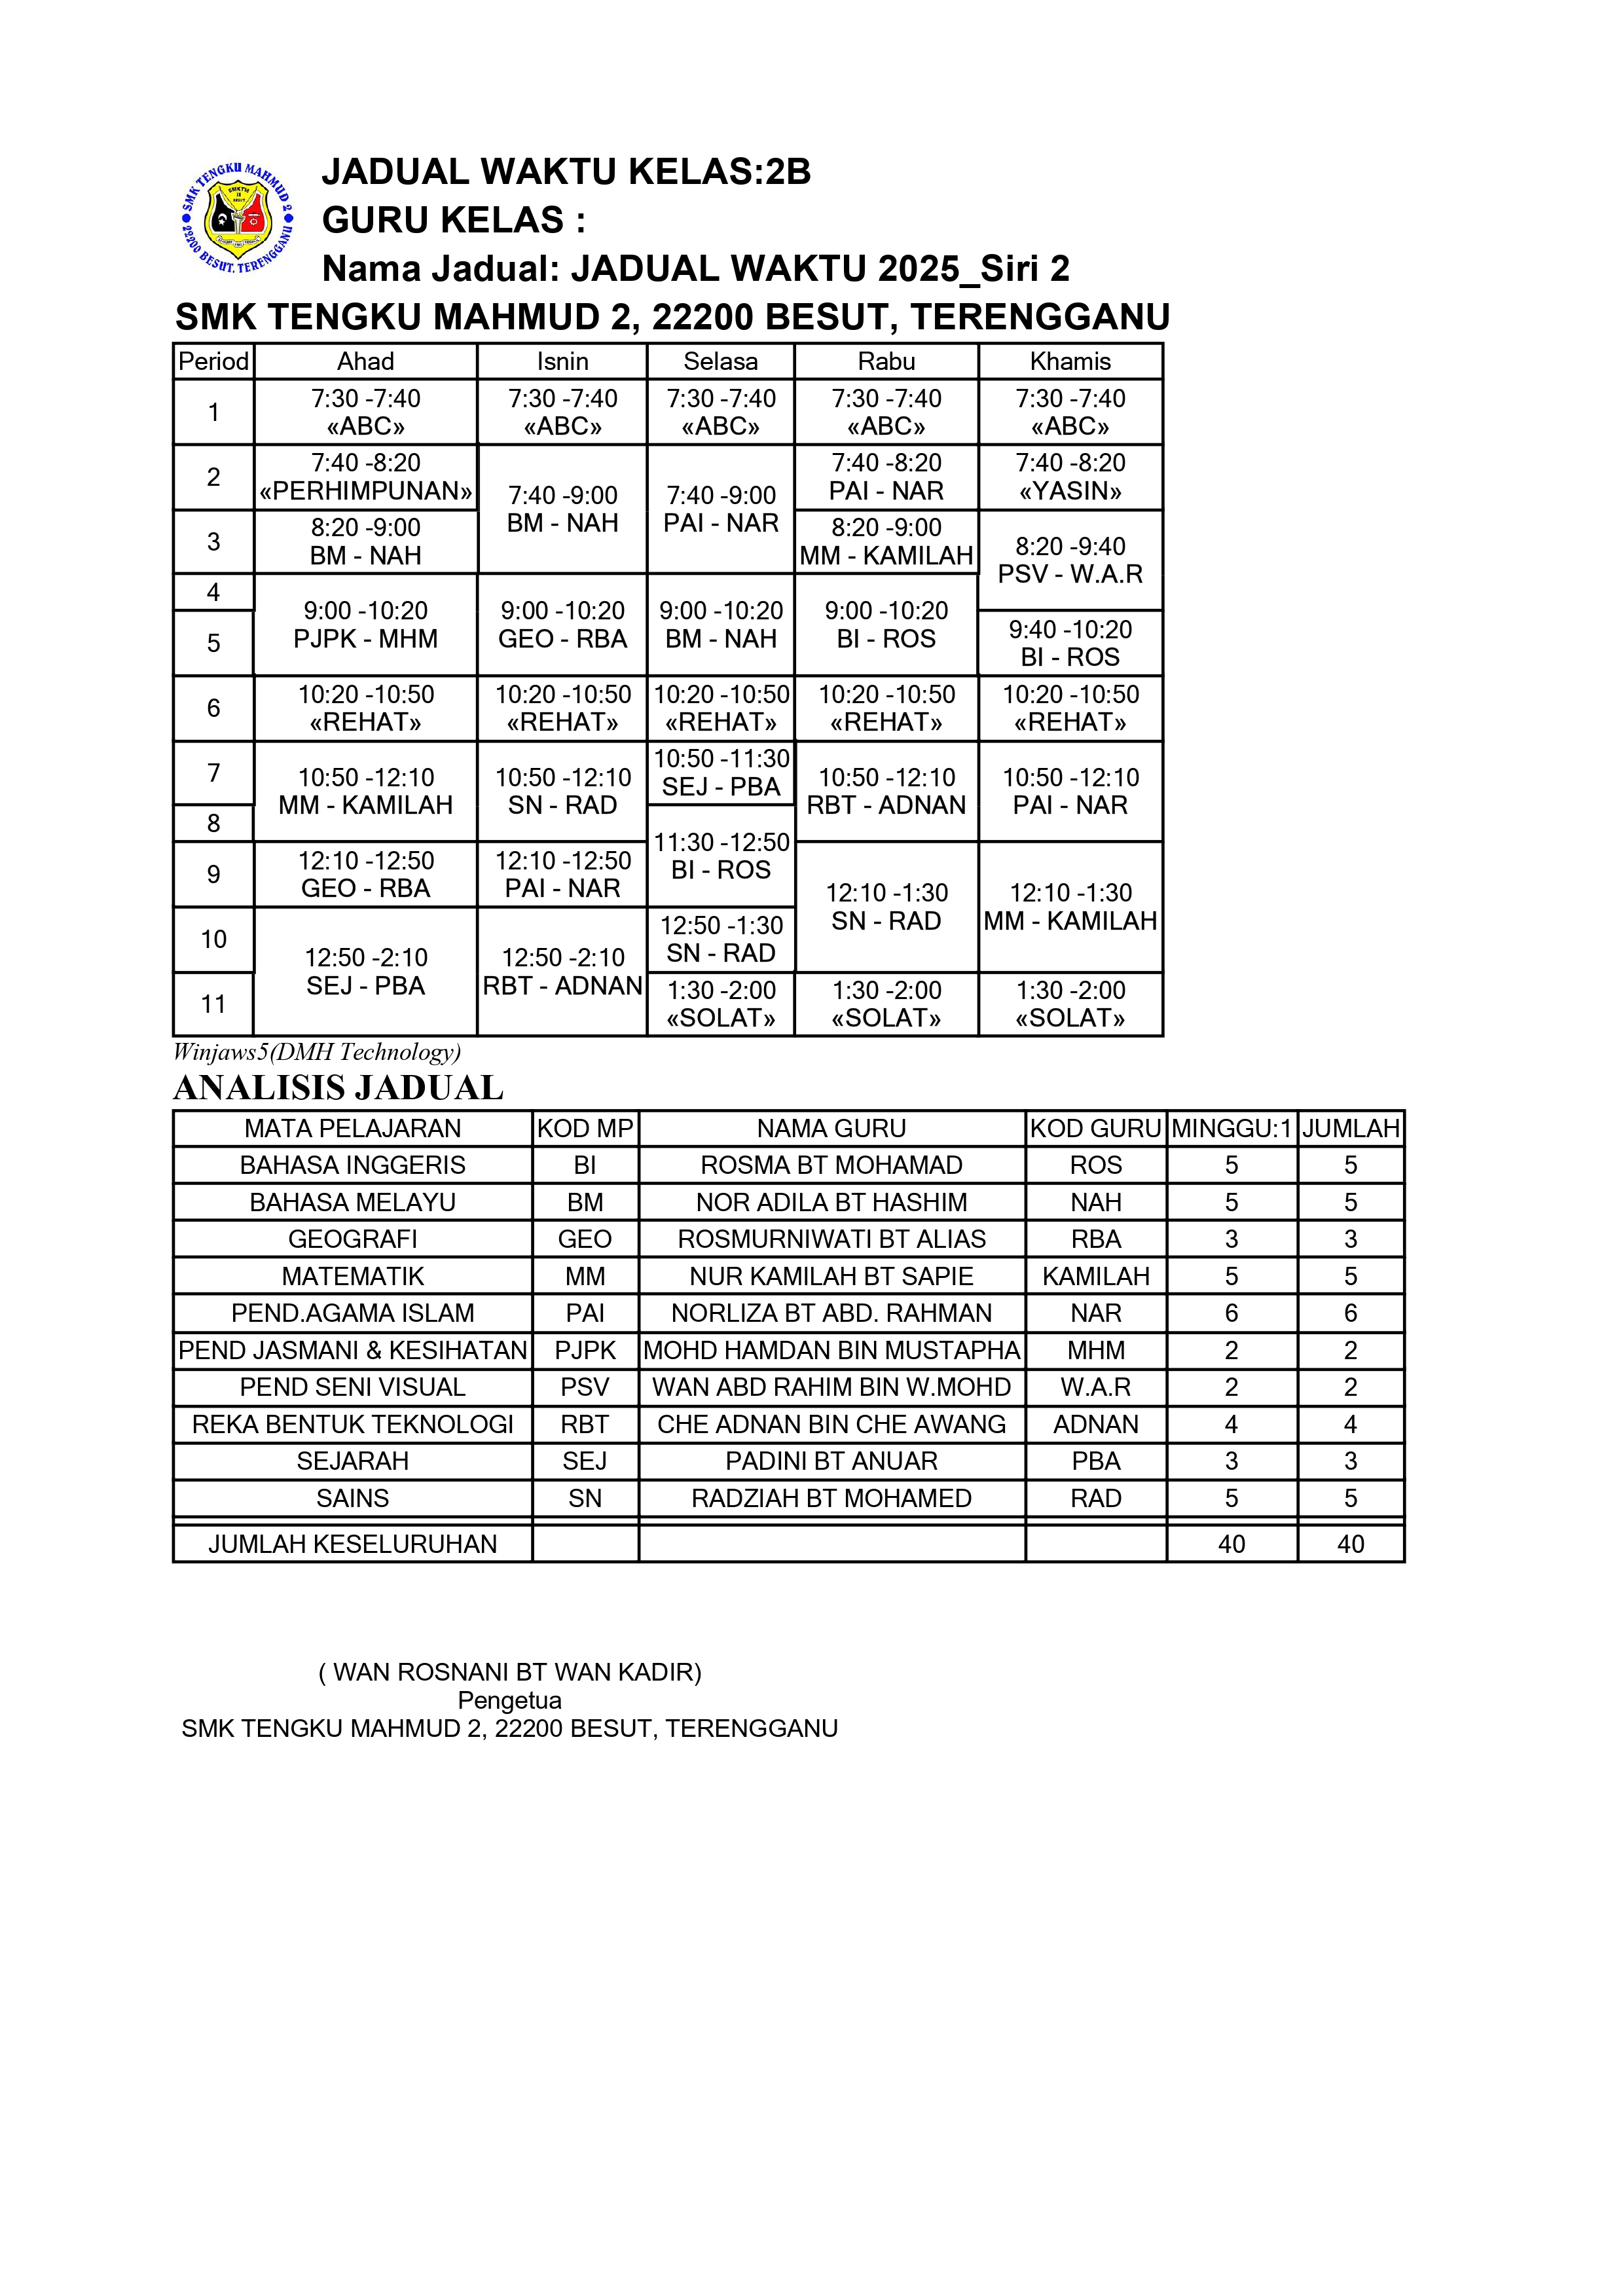 SMK TENGKU MAHMUD 2
22200 BESUT, TERENGGANU
JADUAL WAKTU KELAS:2B
GURU KELAS :
Nama Jadual: JADUAL WAKTU 2025_Siri 2
SMK TENGKU MAHMUD 2, 22200 BESUT, TERENGGANU
Period Ahad Isnin Selasa Rabu Khamis
1 7:30 -7:40 7:30 -7:40 7:30 -7:40 7:30 -7:40 7:30 -7:40
«ABC» «ABC» «ABC» «ABC» «ABC»
2 7:40 -8:20 7:40 -9:00 7:40 -9:00 7:40 -8:20 7:40 -8:20
«PERHIMPUNAN» BM - NAH PAI - NAR PAI - NAR «YASIN»
3 8:20 -9:00 8:20 -9:00 8:20 -9:40
BM - NAH MM - KAMILAH PSV - W.A.R
4 9:00 -10:20 9:00 -10:20 9:00 -10:20 9:00 -10:20
PJPK - MHM GEO - RBA BM - NAH BI - ROS
5 9:40 -10:20
BI - ROS
6 10:20 -10:50 10:20 -10:50 10:20 -10:50 10:20 -10:50 10:20 -10:50
«REHAT» «REHAT» «REHAT» «REHAT» «REHAT»
7 10:50 -12:10 10:50 -12:10 10:50 -11:30 10:50 -12:10 10:50 -12:10
MM - KAMILAH SN - RAD SEJ - PBA RBT - ADNAN PAI - NAR
8 11:30 -12:50
BI - ROS
9 12:10 -12:50 12:10 -12:50 12:10 -1:30 12:10 -1:30
GEO - RBA PAI - NAR SN - RAD MM - KAMILAH
10 12:50 -2:10 12:50 -2:10 12:50 -1:30
SEJ - PBA RBT - ADNAN SN - RAD
11 1:30 -2:00 1:30 -2:00 1:30 -2:00
«SOLAT» «SOLAT» «SOLAT»
Winjaws5(DMH Technology)
ANALISIS JADUAL
MATA PELAJARAN KOD MP NAMA GURU KOD GURU MINGGU:1 JUMLAH
BAHASA INGGERIS BI ROSMA BT MOHAMAD ROS 5 5
BAHASA MELAYU BM NOR ADILA BT HASHIM NAH 5 5
GEOGRAFI GEO ROSMURNIWATI BT ALIAS RBA 3 3
MATEMATIK MM NUR KAMILAH BT SAPIE KAMILAH 5 5
PEND.AGAMA ISLAM PAI NORLIZA BT ABD. RAHMAN NAR 6 6
PEND JASMANI & KESIHATAN PJPK MOHD HAMDAN BIN MUSTAPHA MHM 2 2
PEND SENI VISUAL PSV WAN ABD RAHIM BIN W.MOHD W.A.R 2 2
REKA BENTUK TEKNOLOGI RBT CHE ADNAN BIN CHE AWANG ADNAN 4 4
SEJARAH SEJ PADINI BT ANUAR PBA 3 3
SAINS SN RADZIAH BT MOHAMED RAD 5 5
JUMLAH KESELURUHAN 40 40
( WAN ROSNANI BT WAN KADIR)
Pengetua
SMK TENGKU MAHMUD 2, 22200 BESUT, TERENGGANU